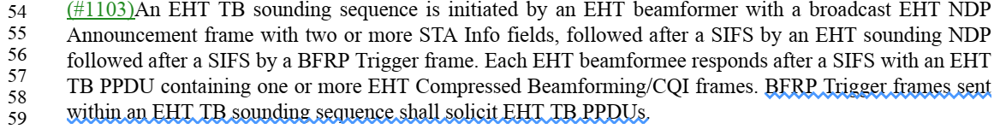 54 (#1103)An EHT TB sounding sequence is initiated by an EHT beamformer with a broadcast EHT NDP
55 Announcement frame with two or more STA Info fields, followed after a SIFS by an EHT sounding NDP
56 followed after a SIFS by a BFRP Trigger frame. Each EHT beamformee responds after a SIFS with an EHT
57 TB PPDU containing one or more EHT Compressed Beamforming/CQI frames. BFRP Trigger frames sent
58 within an EHT TB sounding sequence shall solicit EHT TB PPDUs.
59